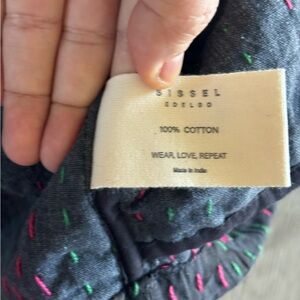 SISSEL
EDELBO
100% COTTON
WEAR, LOVE, REPEAT
Made in India